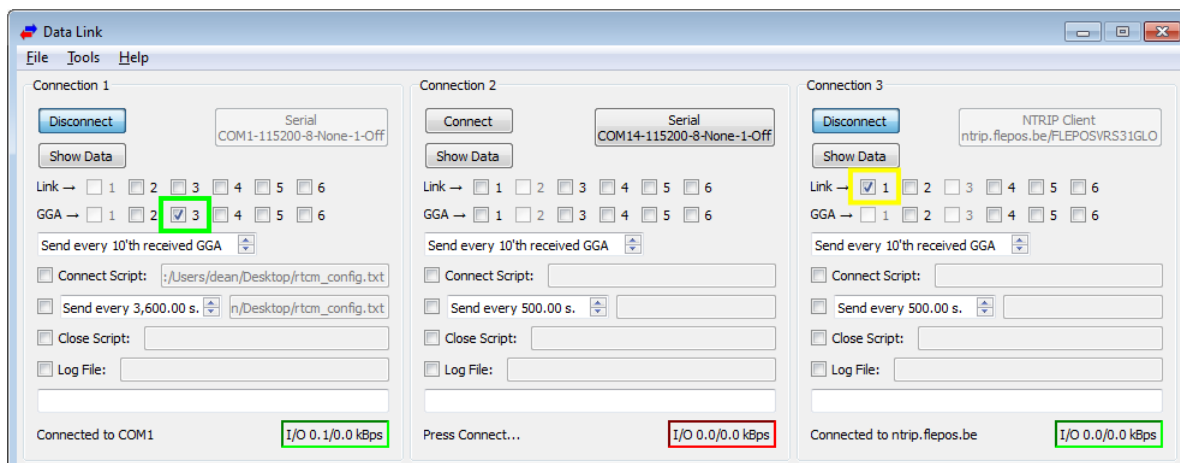 Data Link
File Tools Help
Connection 1
Disconnect
Serial
COM1-115200-8-None-1-Off
Show Data
Link → 1 2 3 4 5 6
GGA → 1 2 3 4 5 6
Send every 10'th received GGA
Connect Script: :/Users/dean/Desktop/rtcm_config.txt
Send every 3,600.00 s. n/Desktop/rtcm_config.txt
Close Script:
Log File:
Connected to COM1
I/O 0.1/0.0 kBps
Connection 2
Connect
Serial
COM14-115200-8-None-1-Off
Show Data
Link → 1 2 3 4 5 6
GGA → 1 2 3 4 5 6
Send every 10'th received GGA
Connect Script:
Send every 500.00 s.
Close Script:
Log File:
Press Connect...
I/O 0.0/0.0 kBps
Connection 3
Disconnect
NTRIP Client
ntrip.flepos.be/FLEPOSVRS31GLO
Show Data
Link → 1 2 3 4 5 6
GGA → 1 2 3 4 5 6
Send every 10'th received GGA
Connect Script:
Send every 500.00 s.
Close Script:
Log File:
Connected to ntrip.flepos.be
I/O 0.0/0.0 kBps